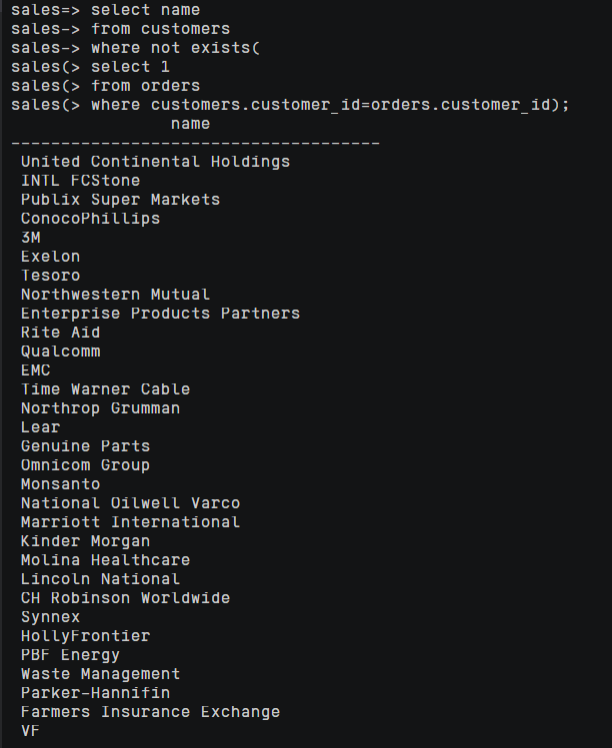 sales=> select name
sales-> from customers
sales-> where not exists(
sales(> select 1
sales(> from orders
sales(> where customers.customer_id=orders.customer_id);
name
-------------------------------------
United Continental Holdings
INTL FCStone
Publix Super Markets
ConocoPhillips
3M
Exelon
Tesoro
Northwestern Mutual
Enterprise Products Partners
Rite Aid
Qualcomm
EMC
Time Warner Cable
Northrop Grumman
Lear
Genuine Parts
Omnicom Group
Monsanto
National Oilwell Varco
Marriott International
Kinder Morgan
Molina Healthcare
Lincoln National
CH Robinson Worldwide
Synnex
HollyFrontier
PBF Energy
Waste Management
Parker-Hannifin
Farmers Insurance Exchange
VF